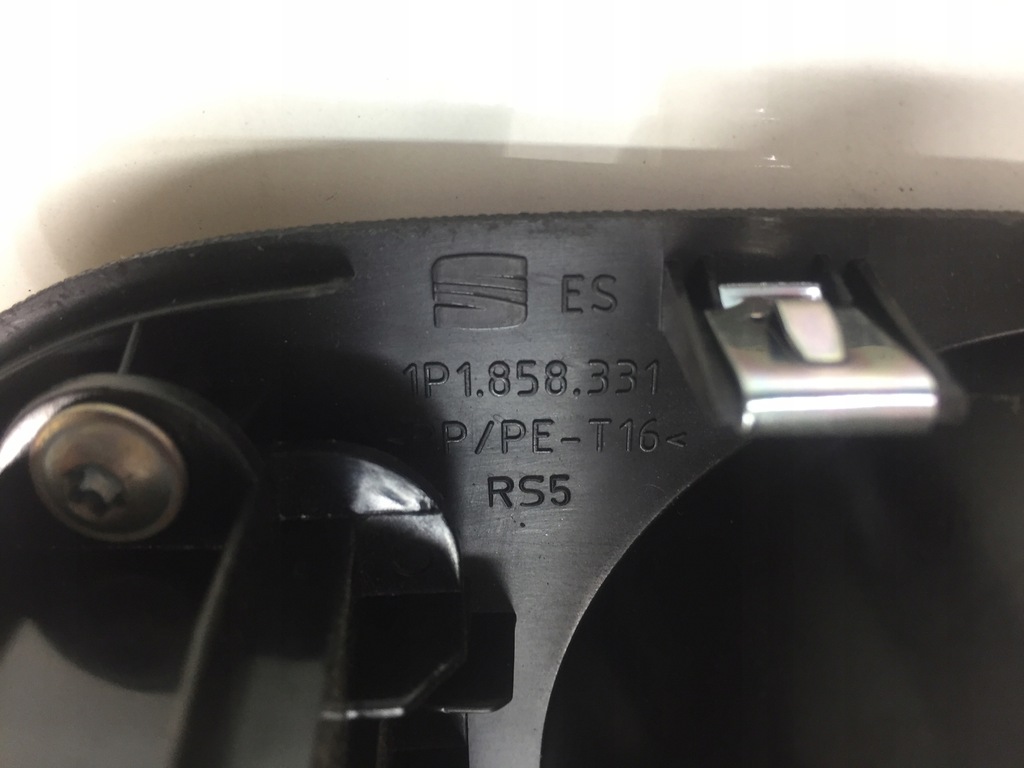 ES
1P1.858.331
P/PE-T16<
RS5